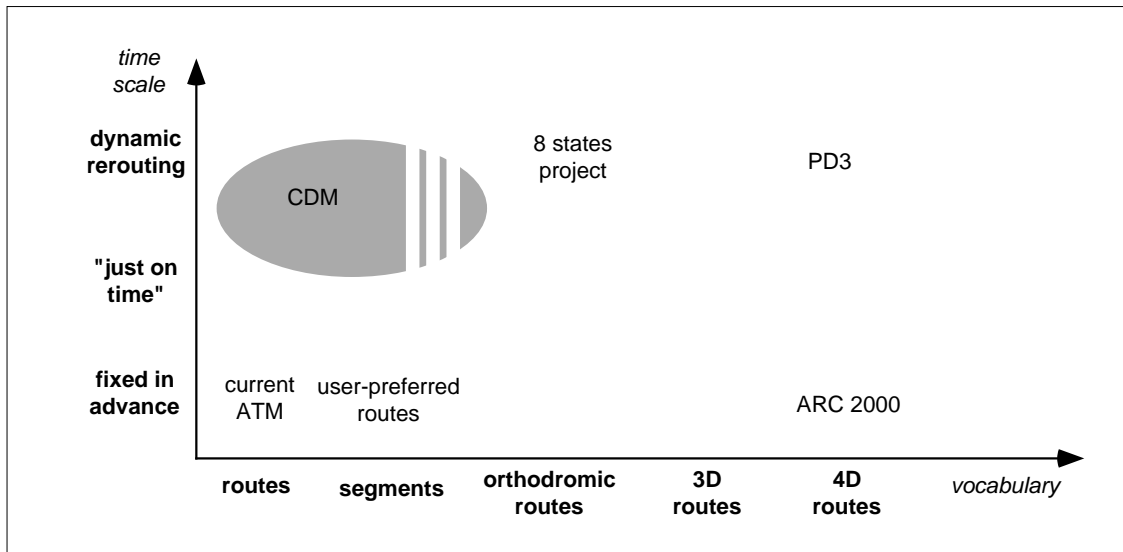 time
scale
dynamic
rerouting
8 states
project
PD3
CDM
"just on
time"
fixed in
advance
current
ATM
user-preferred
routes
ARC 2000
routes
segments
orthodromic
routes
3D
routes
4D
routes
vocabulary